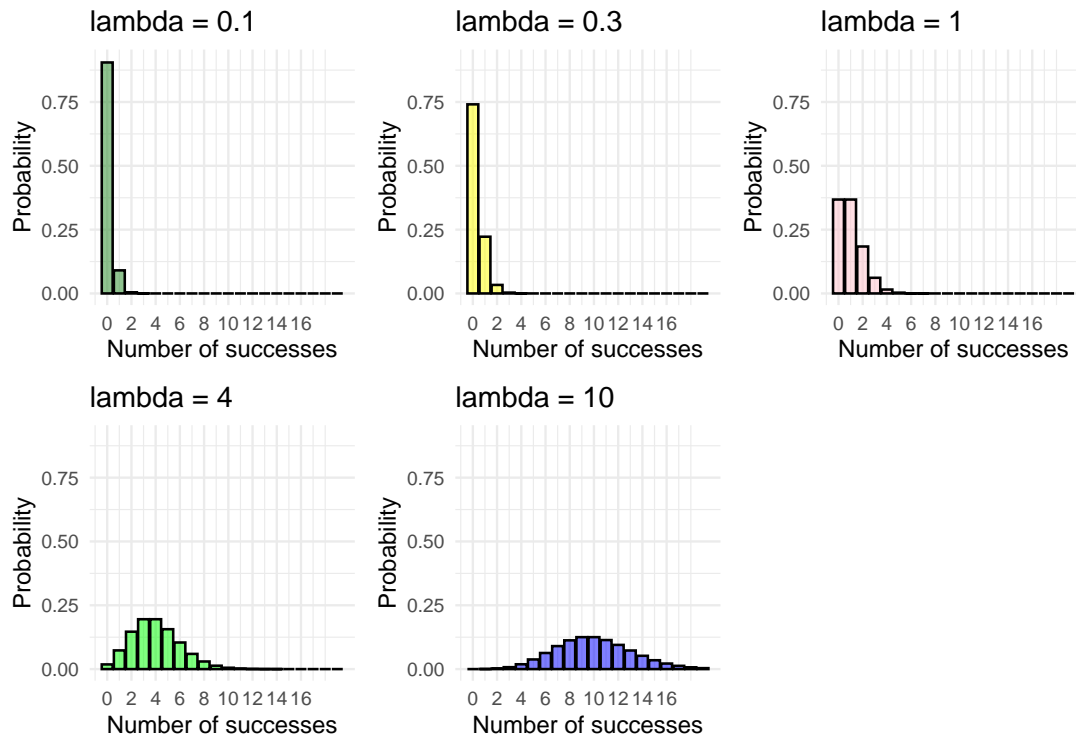 lambda = 0.1
Probability
0.75
0.50
0.25
0.00
0 2 4 6 8 10 12 14 16
Number of successes
lambda = 0.3
Probability
0.75
0.50
0.25
0.00
0 2 4 6 8 10 12 14 16
Number of successes
lambda = 1
Probability
0.75
0.50
0.25
0.00
0 2 4 6 8 10 12 14 16
Number of successes
lambda = 4
Probability
0.75
0.50
0.25
0.00
0 2 4 6 8 10 12 14 16
Number of successes
lambda = 10
Probability
0.75
0.50
0.25
0.00
0 2 4 6 8 10 12 14 16
Number of successes